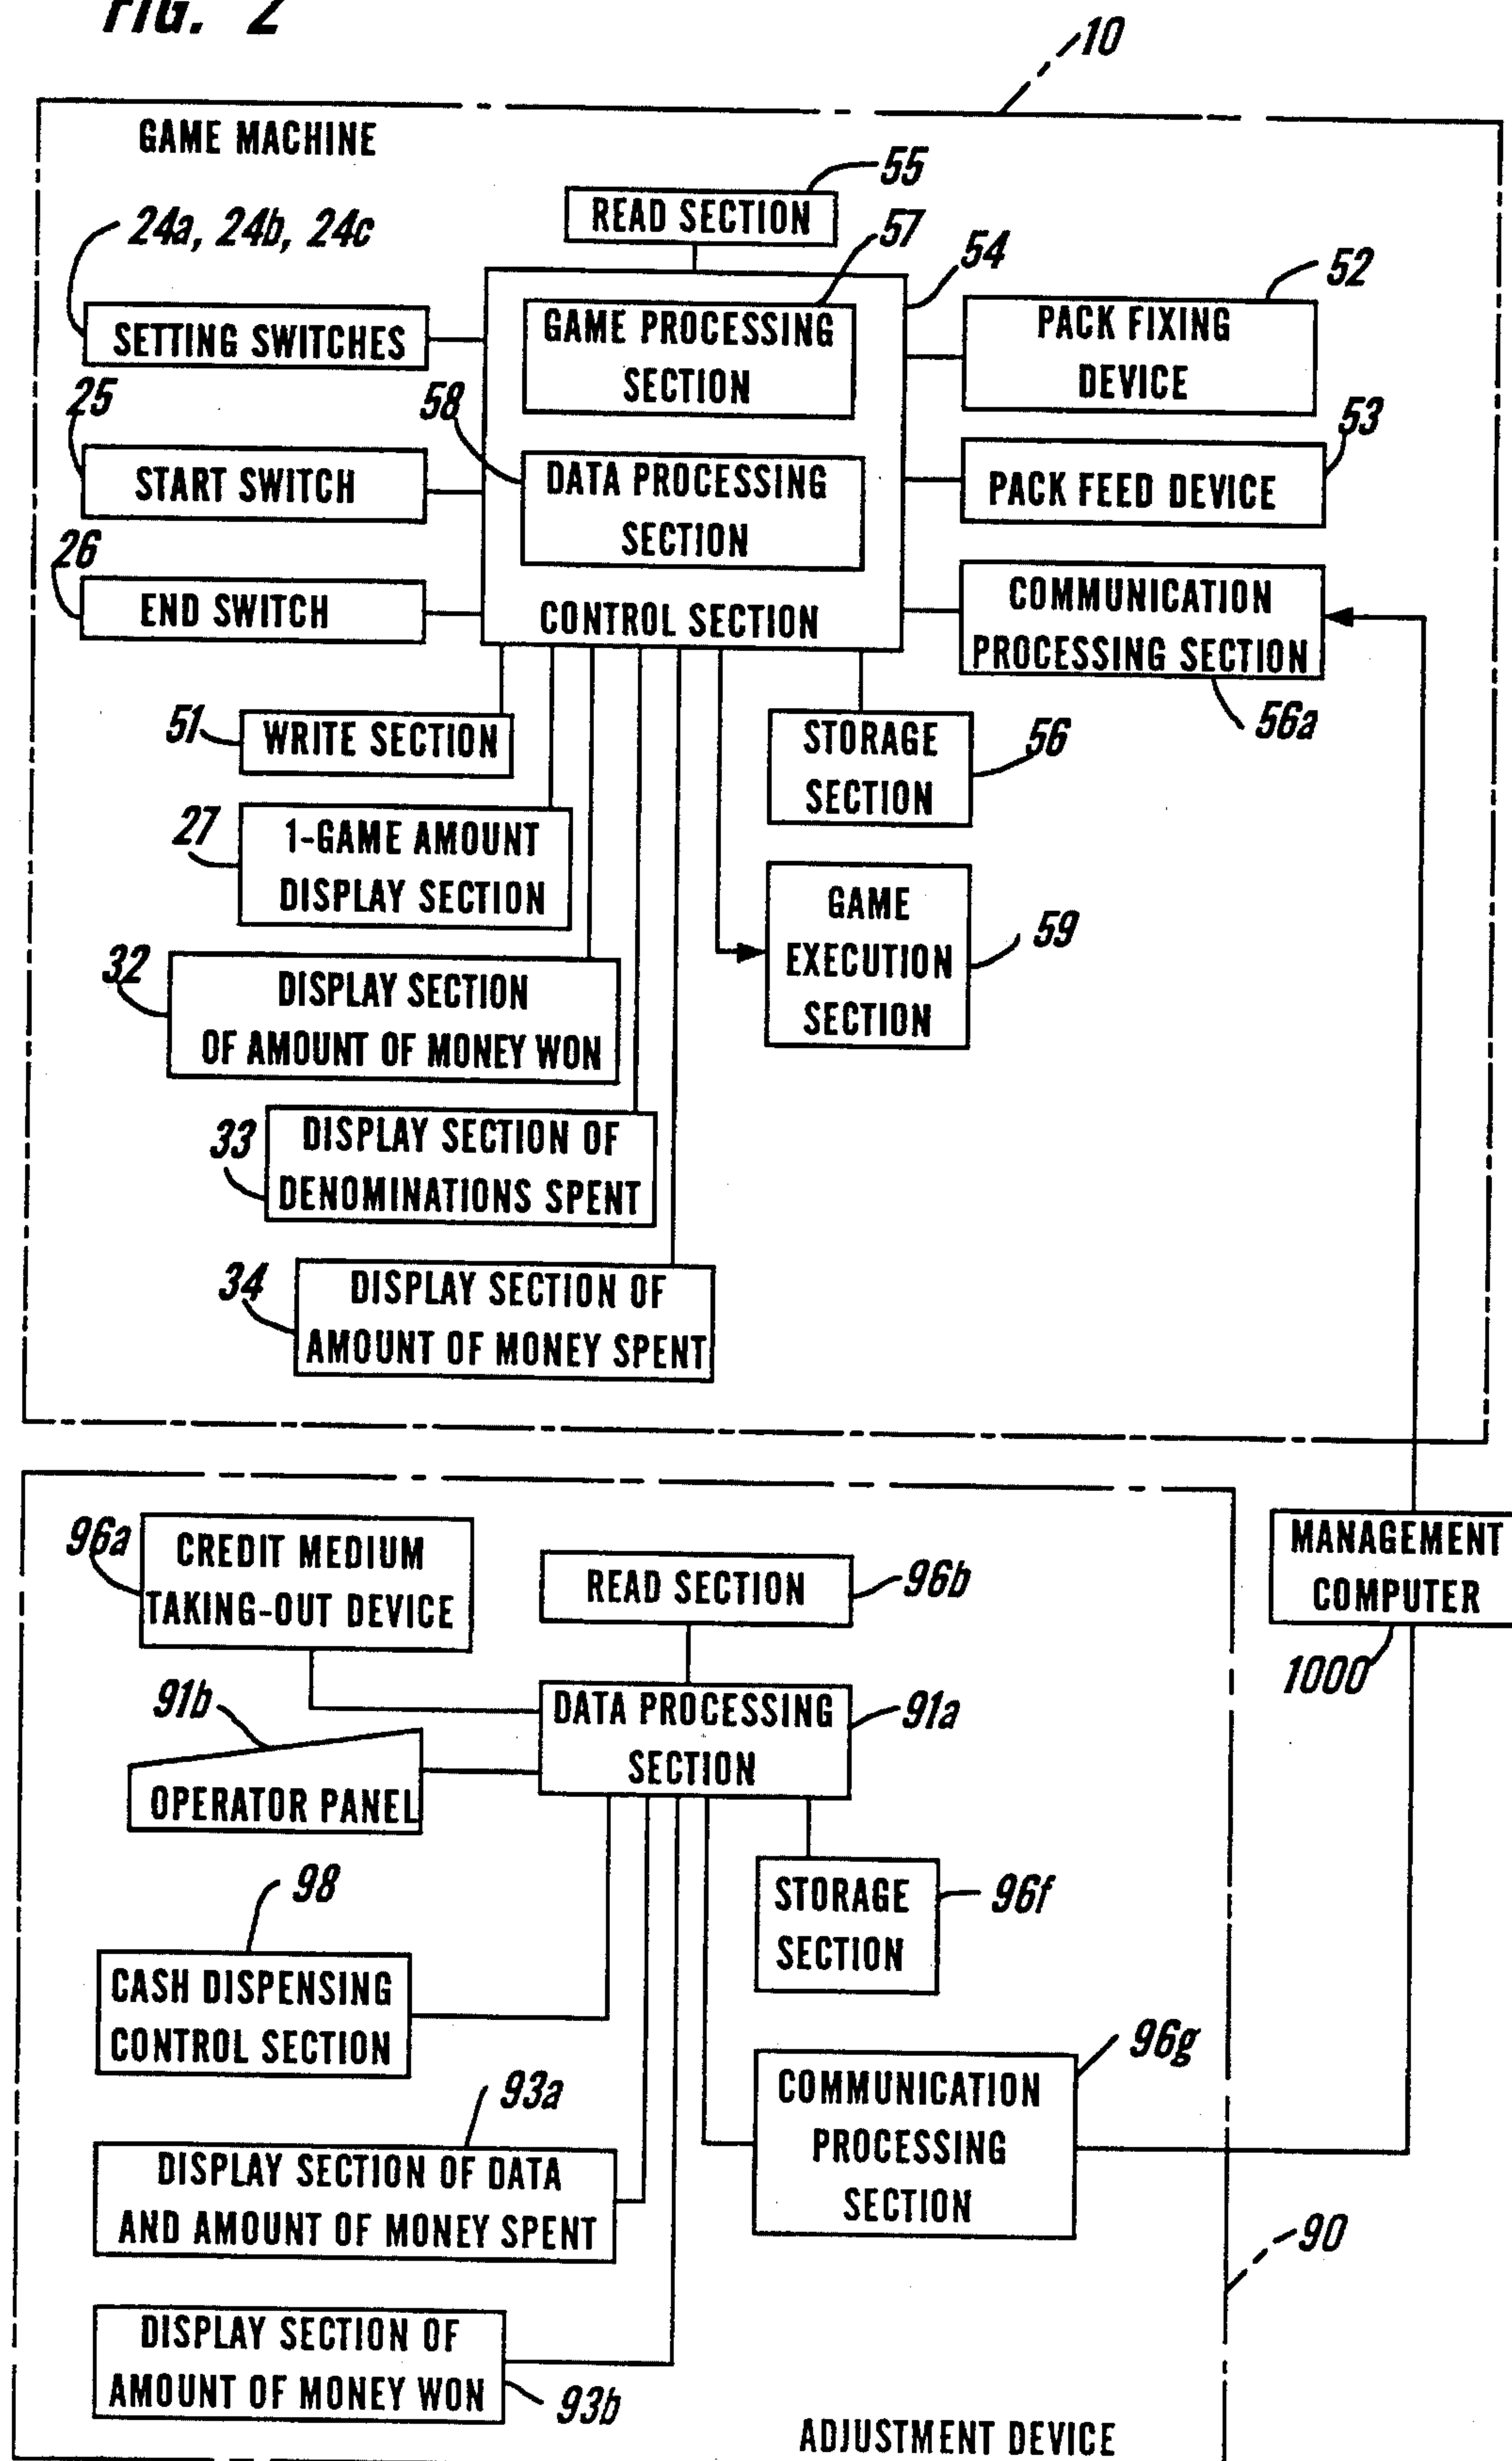 FIG. 2
10
GAME MACHINE
55
READ SECTION
24a, 24b, 24c
57
54
52
SETTING SWITCHES
GAME PROCESSING
SECTION
PACK FIXING
DEVICE
25
58
53
START SWITCH
DATA PROCESSING
SECTION
PACK FEED DEVICE
26
END SWITCH
CONTROL SECTION
COMMUNICATION
PROCESSING SECTION
56a
51
WRITE SECTION
STORAGE
SECTION
56
27
1-GAME AMOUNT
DISPLAY SECTION
GAME
EXECUTION
SECTION
59
32
DISPLAY SECTION
OF AMOUNT OF MONEY WON
33
DISPLAY SECTION OF
DENOMINATIONS SPENT
34
DISPLAY SECTION OF
AMOUNT OF MONEY SPENT
96a
CREDIT MEDIUM
TAKING-OUT DEVICE
READ SECTION
96b
MANAGEMENT
COMPUTER
1000
91b
DATA PROCESSING
SECTION
91a
OPERATOR PANEL
98
STORAGE
SECTION
96f
CASH DISPENSING
CONTROL SECTION
96g
COMMUNICATION
PROCESSING
SECTION
93a
DISPLAY SECTION OF DATA
AND AMOUNT OF MONEY SPENT
90
DISPLAY SECTION OF
AMOUNT OF MONEY WON
93b
ADJUSTMENT DEVICE